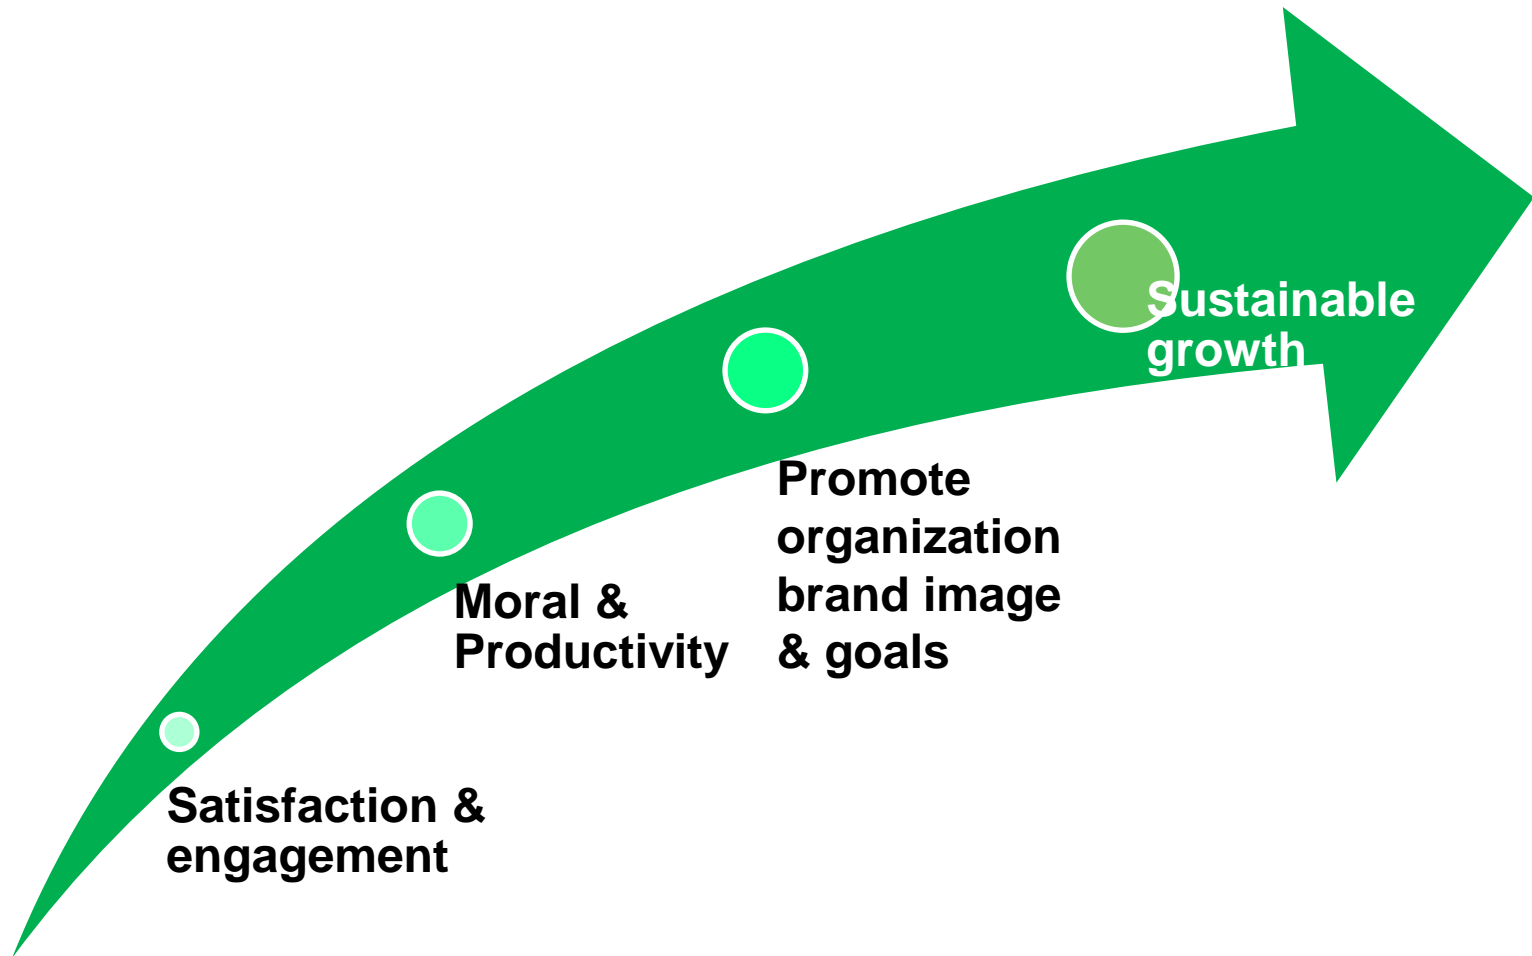 Sustainable
growth
Promote
organization
brand image
& goals
Moral &
Productivity
Satisfaction &
engagement